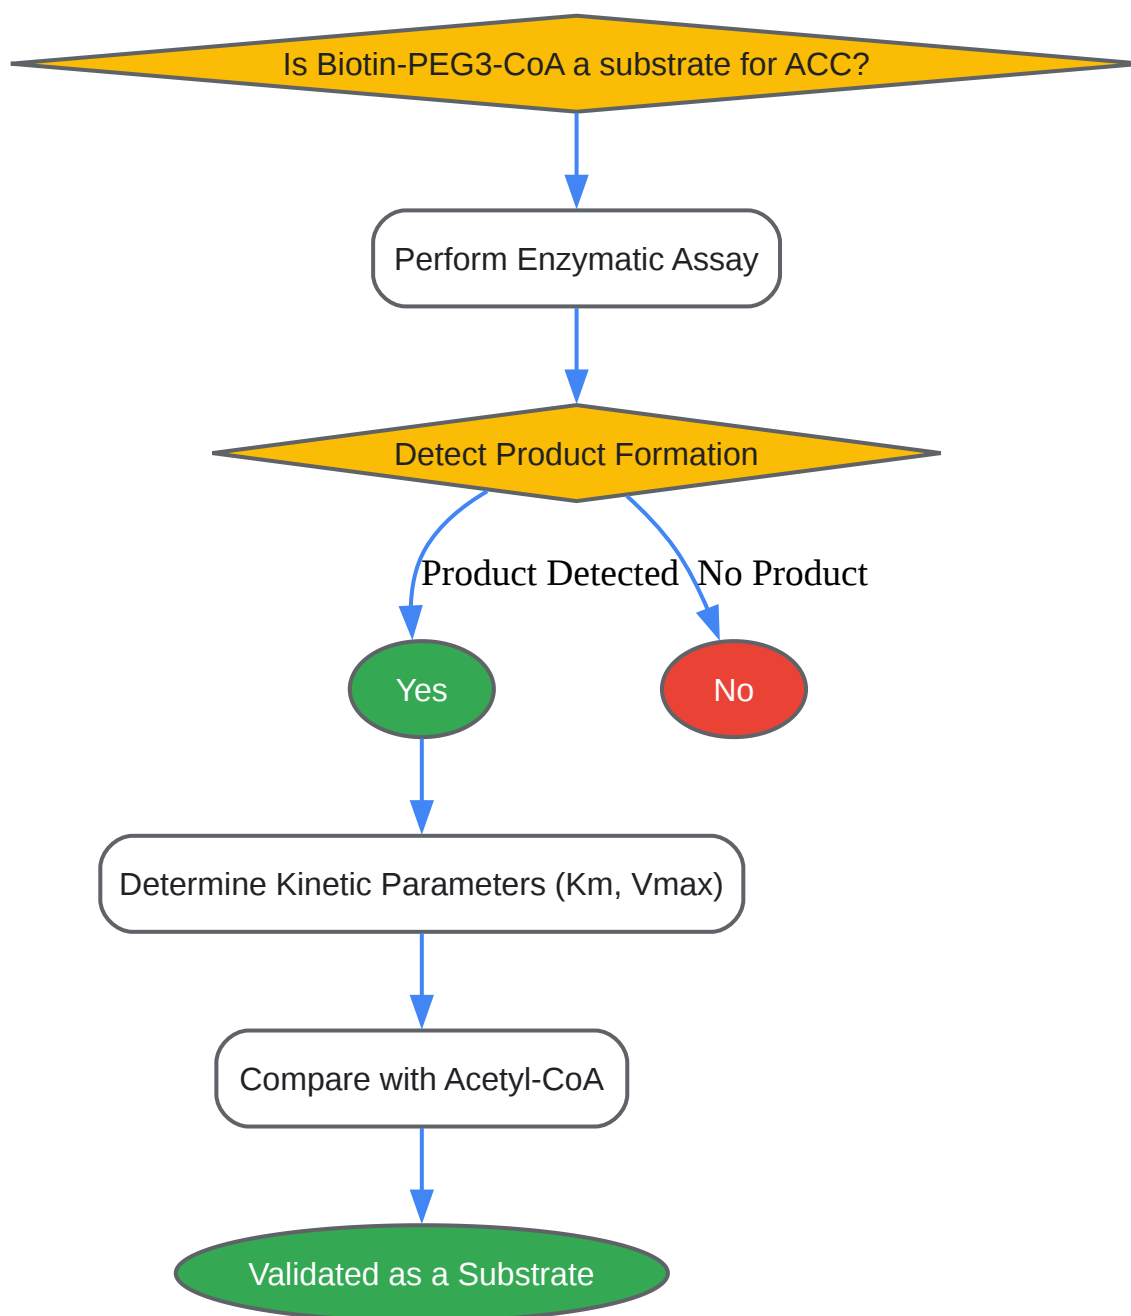 Is Biotin-PEG3-CoA a substrate for ACC?
Perform Enzymatic Assay
Detect Product Formation
Product Detected
No Product
Yes
No
Determine Kinetic Parameters (Km, Vmax)
Compare with Acetyl-CoA
Validated as a Substrate